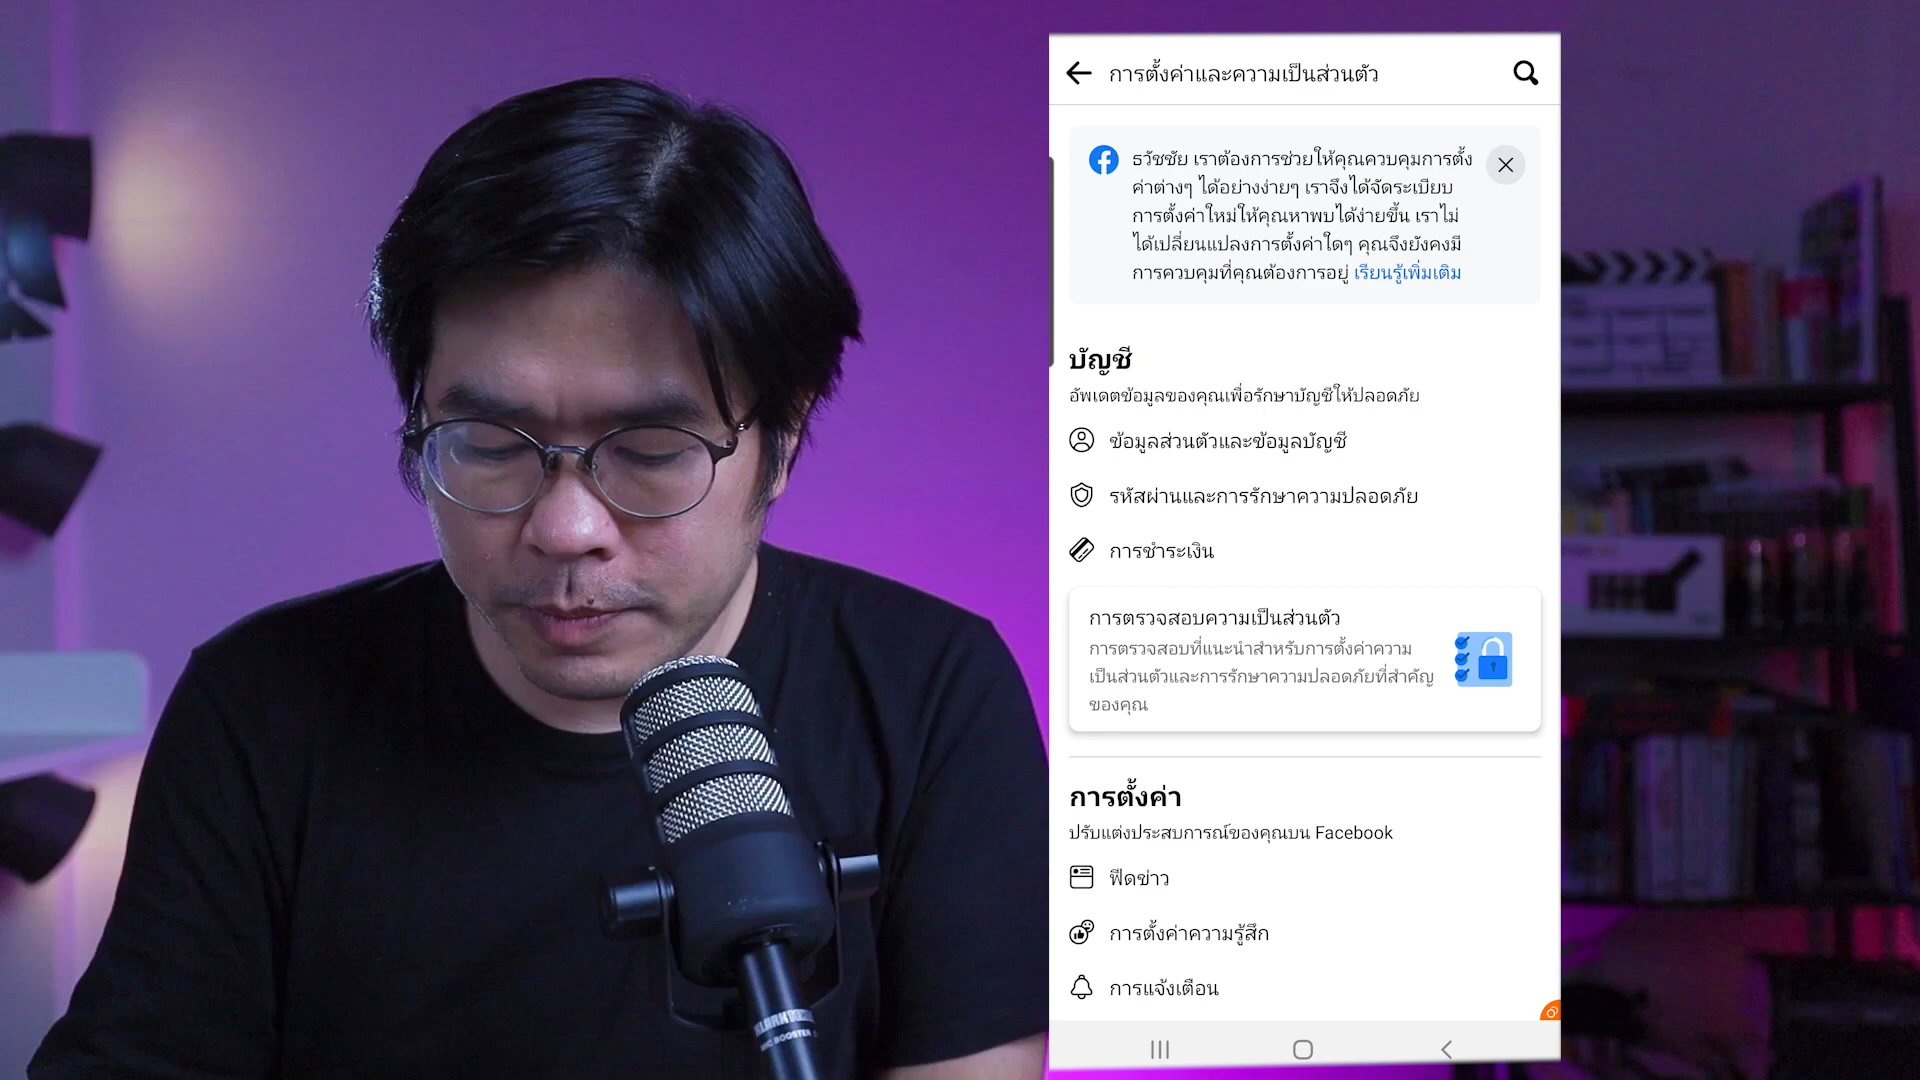 การตั้งค่าและความเป็นส่วนตัว
ธวัชชัย เราต้องการช่วยให้คุณควบคุมการตั้ง
ค่าต่างๆ ได้อย่างง่ายๆ เราจึงได้จัดระเบียบ
การตั้งค่าใหม่ให้คุณหาพบได้ง่ายขึ้น เราไม่
ได้เปลี่ยนแปลงการตั้งค่าใดๆ คุณจึงยังคงมี
การควบคุมที่คุณต้องการอยู่ เรียนรู้เพิ่มเติม
บัญชี
อัพเดตข้อมูลของคุณเพื่อรักษาบัญชีให้ปลอดภัย
ข้อมูลส่วนตัวและข้อมูลบัญชี
รหัสผ่านและการรักษาความปลอดภัย
การชำระเงิน
การตรวจสอบความเป็นส่วนตัว
การตรวจสอบที่แนะนำสำหรับการตั้งค่าความ
เป็นส่วนตัวและการรักษาความปลอดภัยที่สำคัญ
ของคุณ
การตั้งค่า
ปรับแต่งประสบการณ์ของคุณบน Facebook
ฟีดข่าว
การตั้งค่าความรู้สึก
การแจ้งเตือน